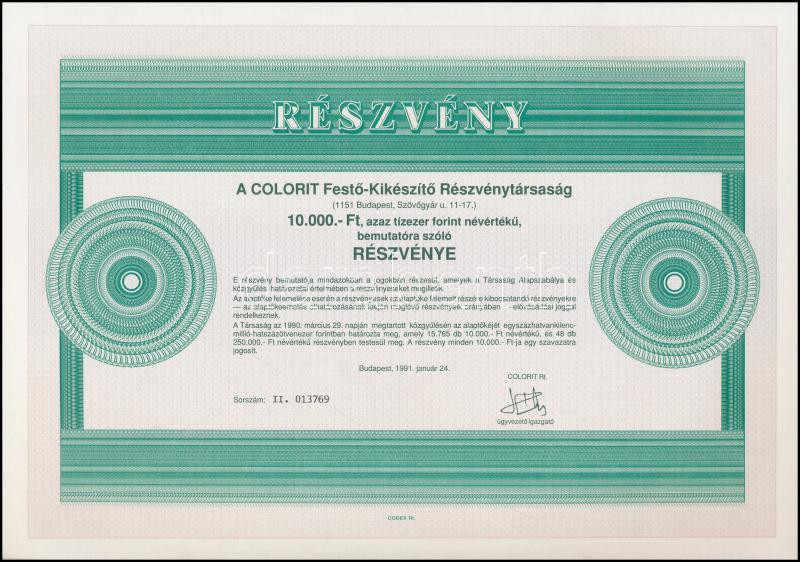 RÉSZVÉNY
A COLORIT Festő-Kikészítő Részvénytársaság
(1151 Budapest, Szövőgyár u. 11-17.)
10.000.- Ft, azaz tízezer forint névértékű,
bemutatóra szóló
RÉSZVÉNYE
E részvény bemutatója mindazokban a jogokban részesül, amelyek a Társaság Alapszabálya és
közgyűlés határozatai értelmében a részvényeseket megilletik.
Az alaptőke felemelése esetén a részvényesek az alaptőke felemelt részére kibocsátandó részvényekre
— az alaptőkeemelés elhatározásának idején meglévő részvényeik arányában — elővásárlási joggal
rendelkeznek.
A Társaság az 1990. március 29. napján megtartott közgyűlésén az alaptőkéjét egyszázhatvankilenc-
millió-hatszázötvenezer forintban határozta meg, amely 15.765 db 10.000.- Ft névértékű, és 48 db
250.000.- Ft névértékű részvényben testesül meg. A részvény minden 10.000.- Ft-ja egy szavazatra
jogosít.
Budapest, 1991. január 24.
COLORIT Rt.
Sorszám: II. 013769
ügyvezető igazgató
CODEX Rt.